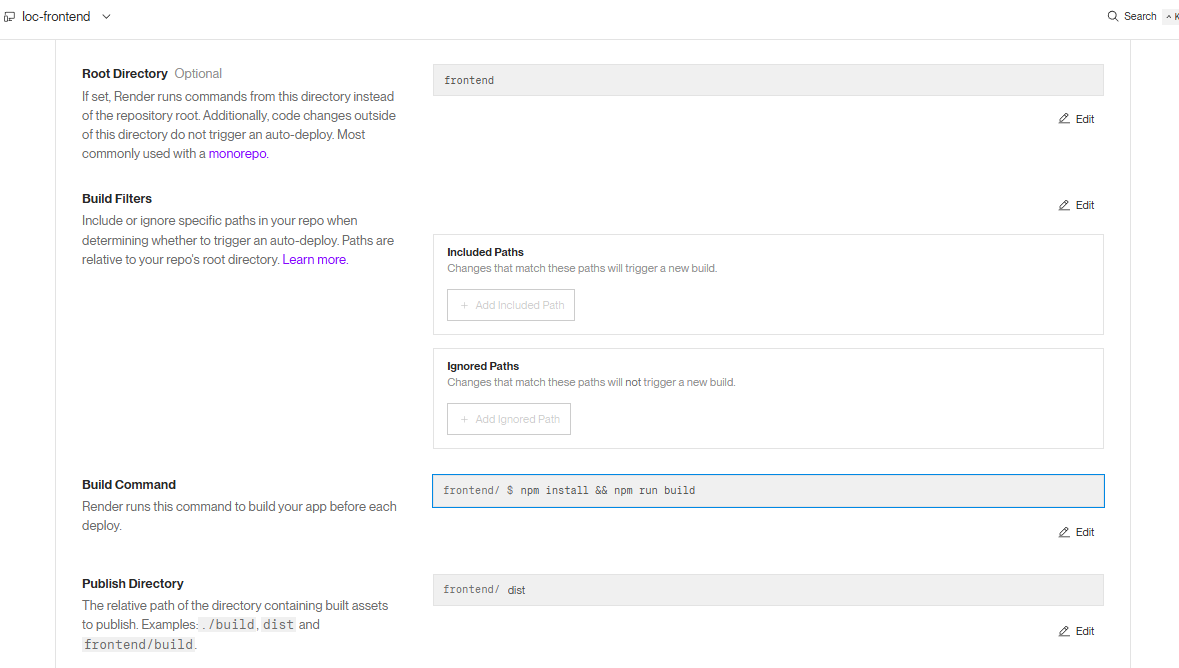 loc-frontend
Search
K
Root Directory Optional
If set, Render runs commands from this directory instead
of the repository root. Additionally, code changes outside
of this directory do not trigger an auto-deploy. Most
commonly used with a monorepo.
frontend
Edit
Build Filters
Include or ignore specific paths in your repo when
determining whether to trigger an auto-deploy. Paths are
relative to your repo's root directory. Learn more.
Edit
Included Paths
Changes that match these paths will trigger a new build.
+ Add Included Path
Ignored Paths
Changes that match these paths will not trigger a new build.
+ Add Ignored Path
Build Command
Render runs this command to build your app before each
deploy.
frontend/ $ npm install && npm run build
Edit
Publish Directory
The relative path of the directory containing built assets
to publish. Examples: ./build, dist and
frontend/build.
frontend/ dist
Edit